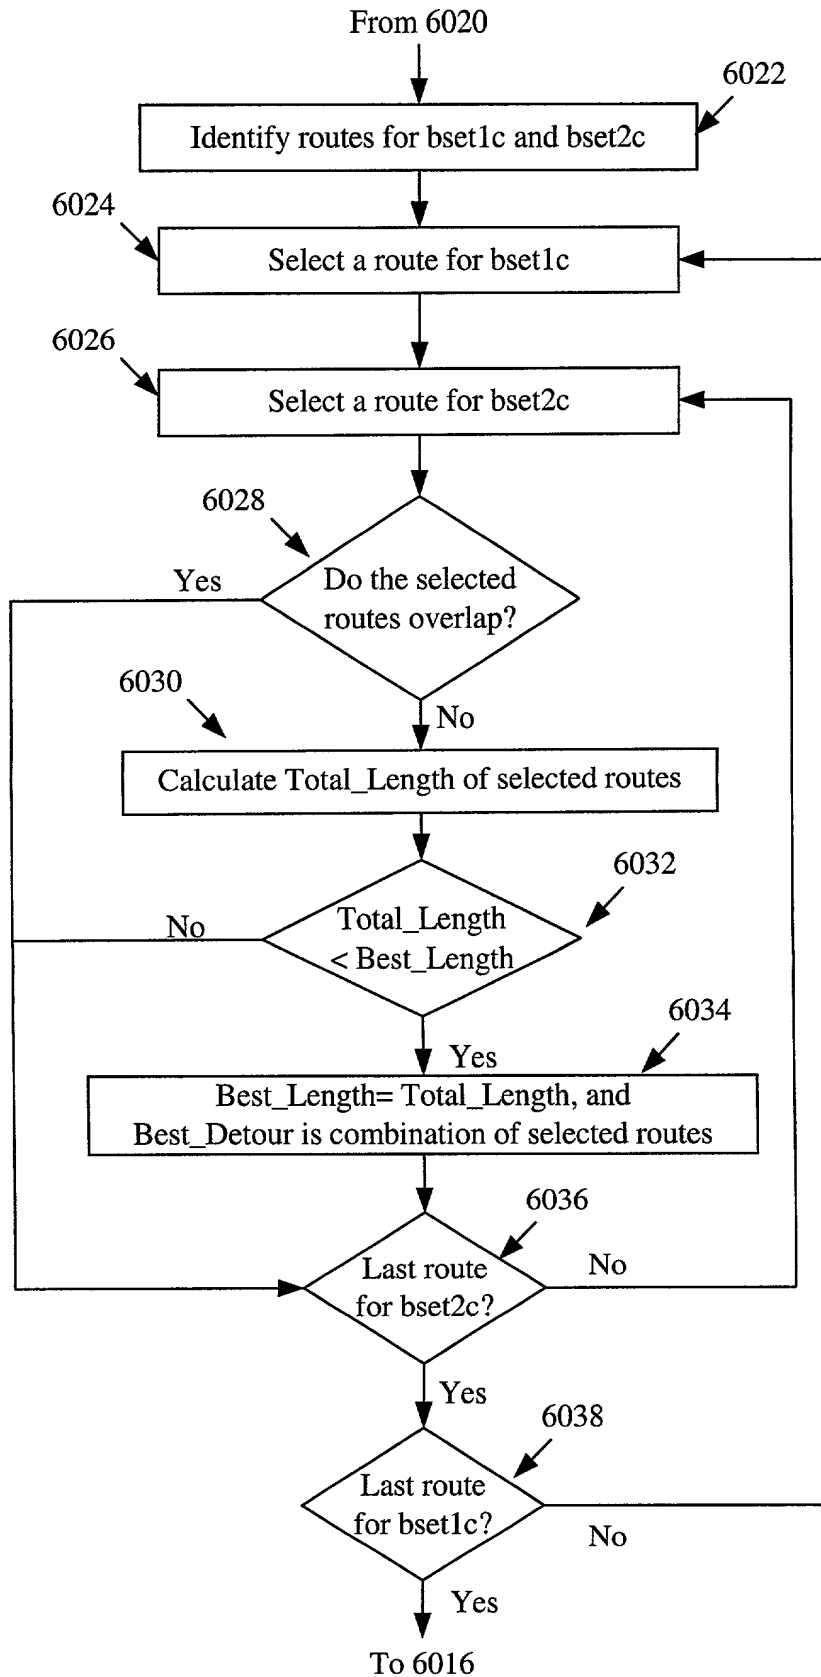 From 6020
6022
Identify routes for bset1c and bset2c
6024
Select a route for bset1c
6026
Select a route for bset2c
6028
Yes
Do the selected
routes overlap?
6030
No
Calculate Total_Length of selected routes
6032
No
Total_Length
< Best_Length
6034
Yes
Best_Length= Total_Length, and
Best_Detour is combination of selected routes
6036
Last route
for bset2c?
No
Yes
6038
Last route
for bset1c?
No
Yes
To 6016